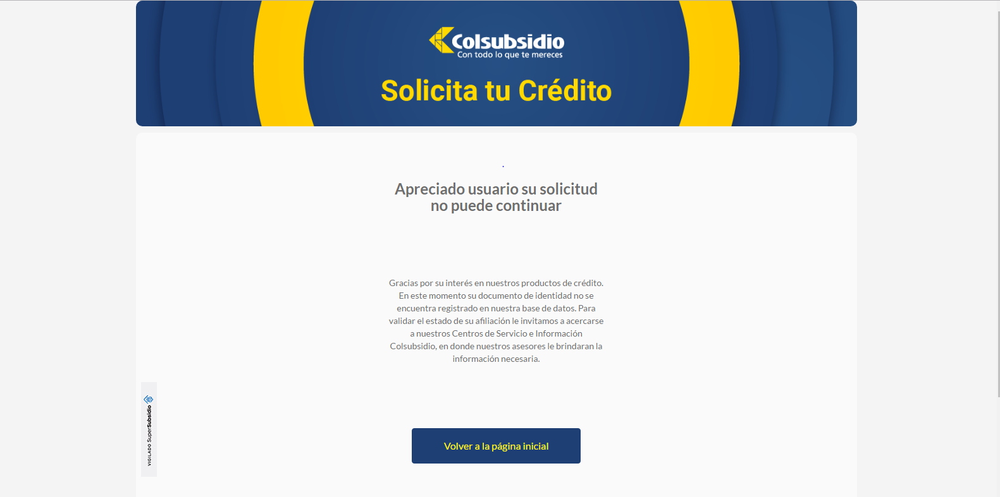 Colsubsidio
Con todo lo que te mereces
Solicita tu Crédito
.
Apreciado usuario su solicitud
no puede continuar
Gracias por su interés en nuestros productos de crédito.
En este momento su documento de identidad no se
encuentra registrado en nuestra base de datos. Para
validar el estado de su afiliación le invitamos a acercarse
a nuestros Centros de Servicio e Información
Colsubsidio, en donde nuestros asesores le brindaran la
información necesaria.
VIGILADO SuperSubsidio
Volver a la página inicial